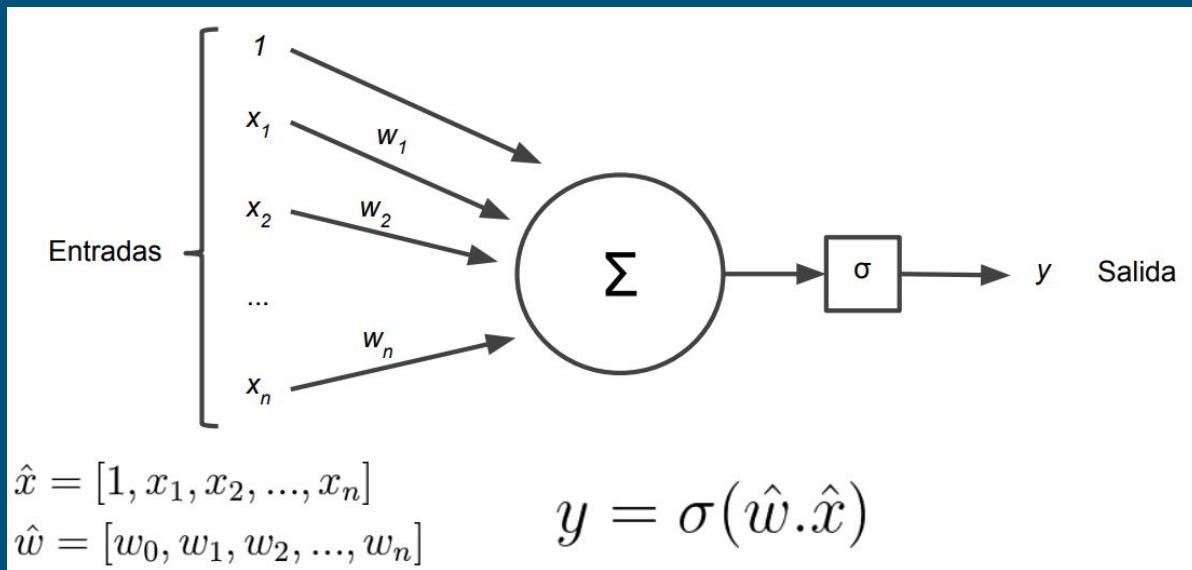 1
x₁
w₁
x₂
w₂
Entradas
Σ
σ
y Salida
...
wₙ
xₙ
x̂ = [1, x₁, x₂, ..., xₙ]
ŵ = [w₀, w₁, w₂, ..., wₙ]
y = σ(ŵ.x̂)